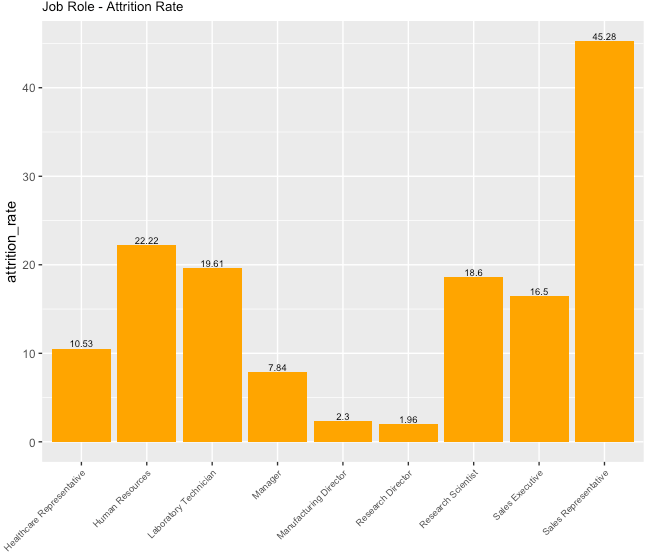 Job Role - Attrition Rate
attrition_rate
40
30
20
10
0
10.53
22.22
19.61
7.84
2.3
1.96
18.6
16.5
45.28
Healthcare Representative
Human Resources
Laboratory Technician
Manager
Manufacturing Director
Research Director
Research Scientist
Sales Executive
Sales Representative